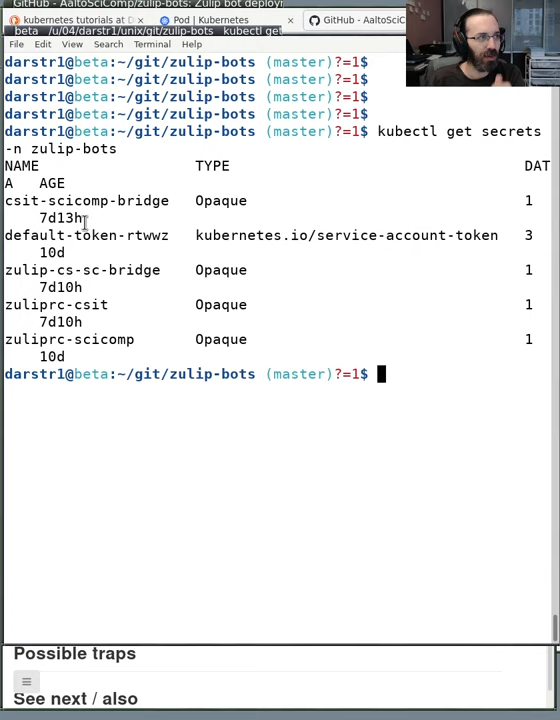 GitHub - AaltoSciComp/zulip-bots: Zulip bot deploy
kubernetes tutorials at D × Pod | Kubernetes × GitHub - AaltoSciC
beta /u/04/darstr1/unix/git/zulip-bots kubectl get
File Edit View Search Terminal Help
darstr1@beta:~/git/zulip-bots (master)?=1$
darstr1@beta:~/git/zulip-bots (master)?=1$
darstr1@beta:~/git/zulip-bots (master)?=1$
darstr1@beta:~/git/zulip-bots (master)?=1$
darstr1@beta:~/git/zulip-bots (master)?=1$ kubectl get secrets
-n zulip-bots
NAME TYPE DAT
A AGE
csit-scicomp-bridge Opaque 1
7d13h
default-token-rtwwz kubernetes.io/service-account-token 3
10d
zulip-cs-sc-bridge Opaque 1
7d10h
zuliprc-csit Opaque 1
7d10h
zuliprc-scicomp Opaque 1
10d
darstr1@beta:~/git/zulip-bots (master)?=1$
Possible traps
See next / also